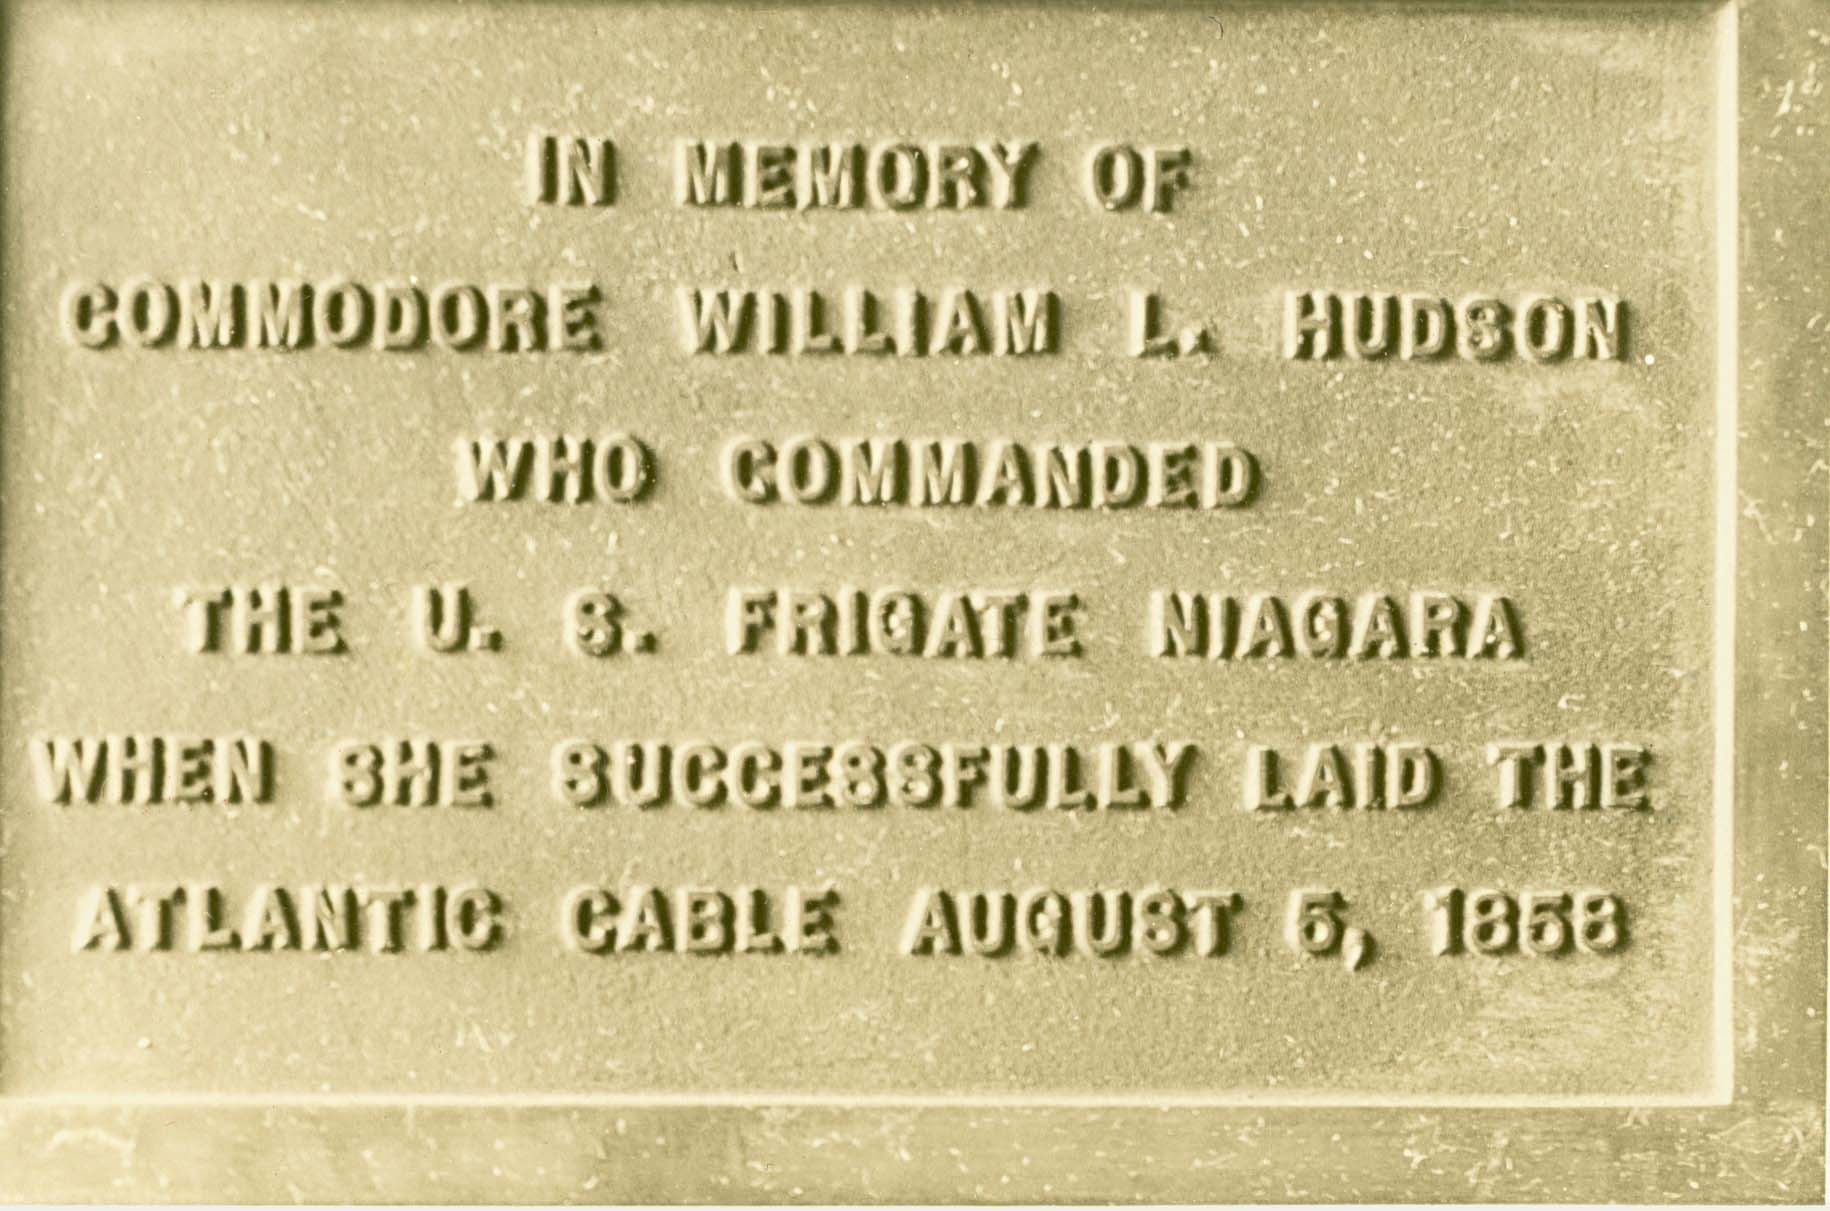 IN MEMORY OF
COMMODORE WILLIAM L. HUDSON
WHO COMMANDED
THE U. S. FRIGATE NIAGARA
WHEN SHE SUCCESSFULLY LAID THE
ATLANTIC CABLE AUGUST 5, 1858